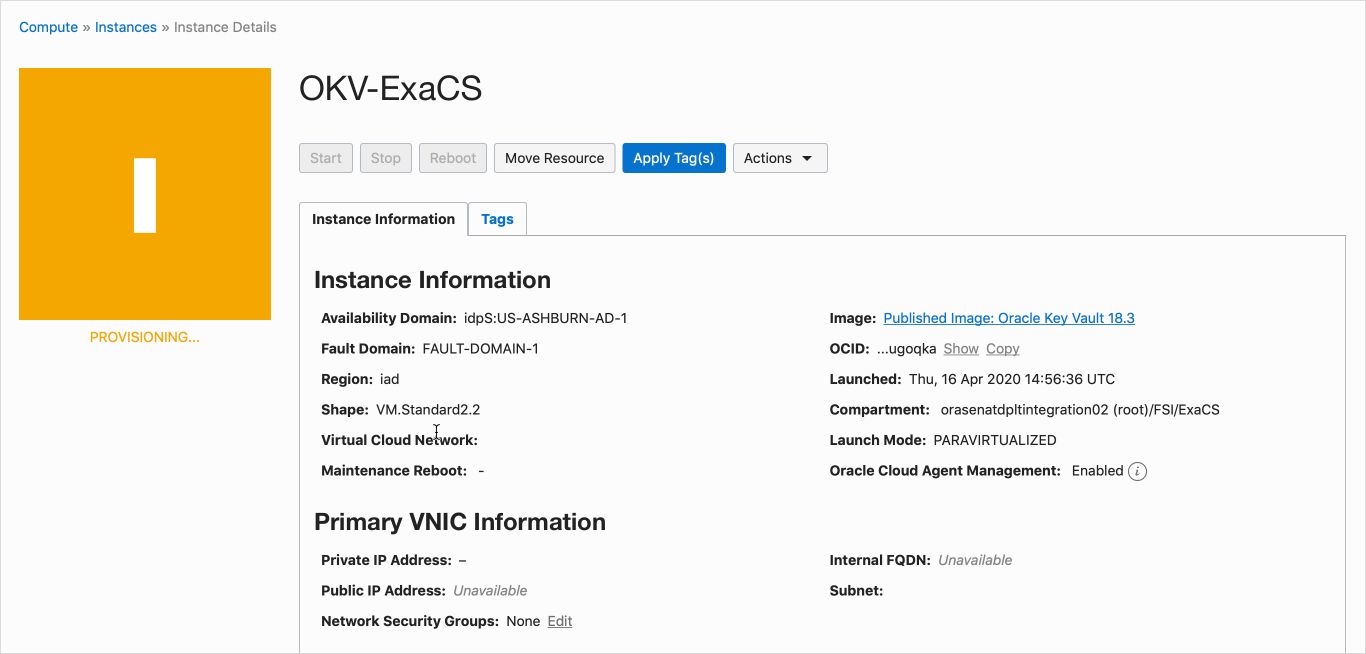 Compute » Instances » Instance Details
OKV-ExaCS
I
PROVISIONING...
Start Stop Reboot Move Resource Apply Tag(s) Actions
Instance Information Tags
Instance Information
Availability Domain: idpS:US-ASHBURN-AD-1
Fault Domain: FAULT-DOMAIN-1
Region: iad
Shape: VM.Standard2.2
Virtual Cloud Network:
Maintenance Reboot: -
Image: Published Image: Oracle Key Vault 18.3
OCID: ...ugoqka Show Copy
Launched: Thu, 16 Apr 2020 14:56:36 UTC
Compartment: orasenatdpltintegration02 (root)/FSI/ExaCS
Launch Mode: PARAVIRTUALIZED
Oracle Cloud Agent Management: Enabled i
Primary VNIC Information
Private IP Address: –
Public IP Address: Unavailable
Network Security Groups: None Edit
Internal FQDN: Unavailable
Subnet: